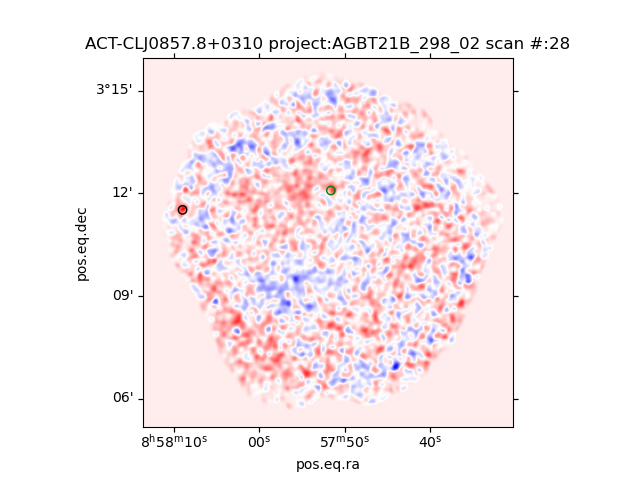 ACT-CLJ0857.8+0310 project:AGBT21B_298_02 scan #:28
3°15'
12'
09'
06'
pos.eq.dec
8ʰ58ᵐ10ˢ 00ˢ 57ᵐ50ˢ 40ˢ
pos.eq.ra